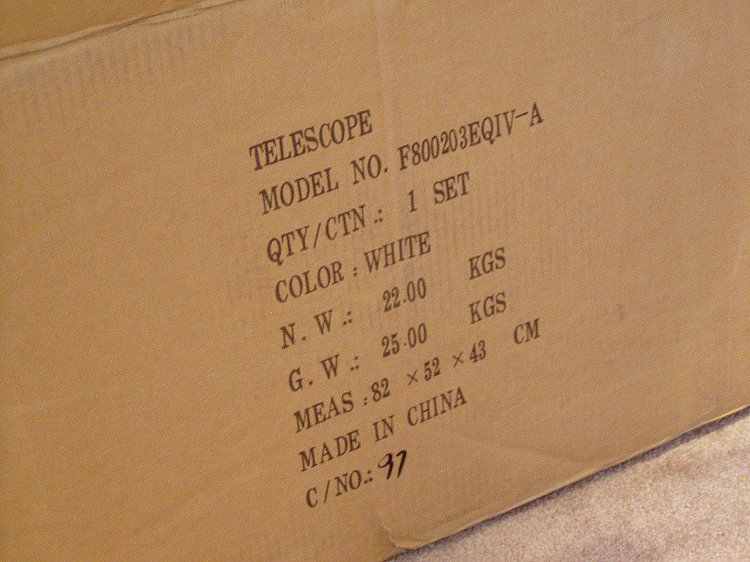 TELESCOPE
MODEL NO. F800203EQIV-A
QTY/CTN.: 1 SET
COLOR: WHITE
N.W.: 22.00 KGS
G.W.: 25.00 KGS
MEAS: 82 ×52 ×43 CM
MADE IN CHINA
C/NO.: 97